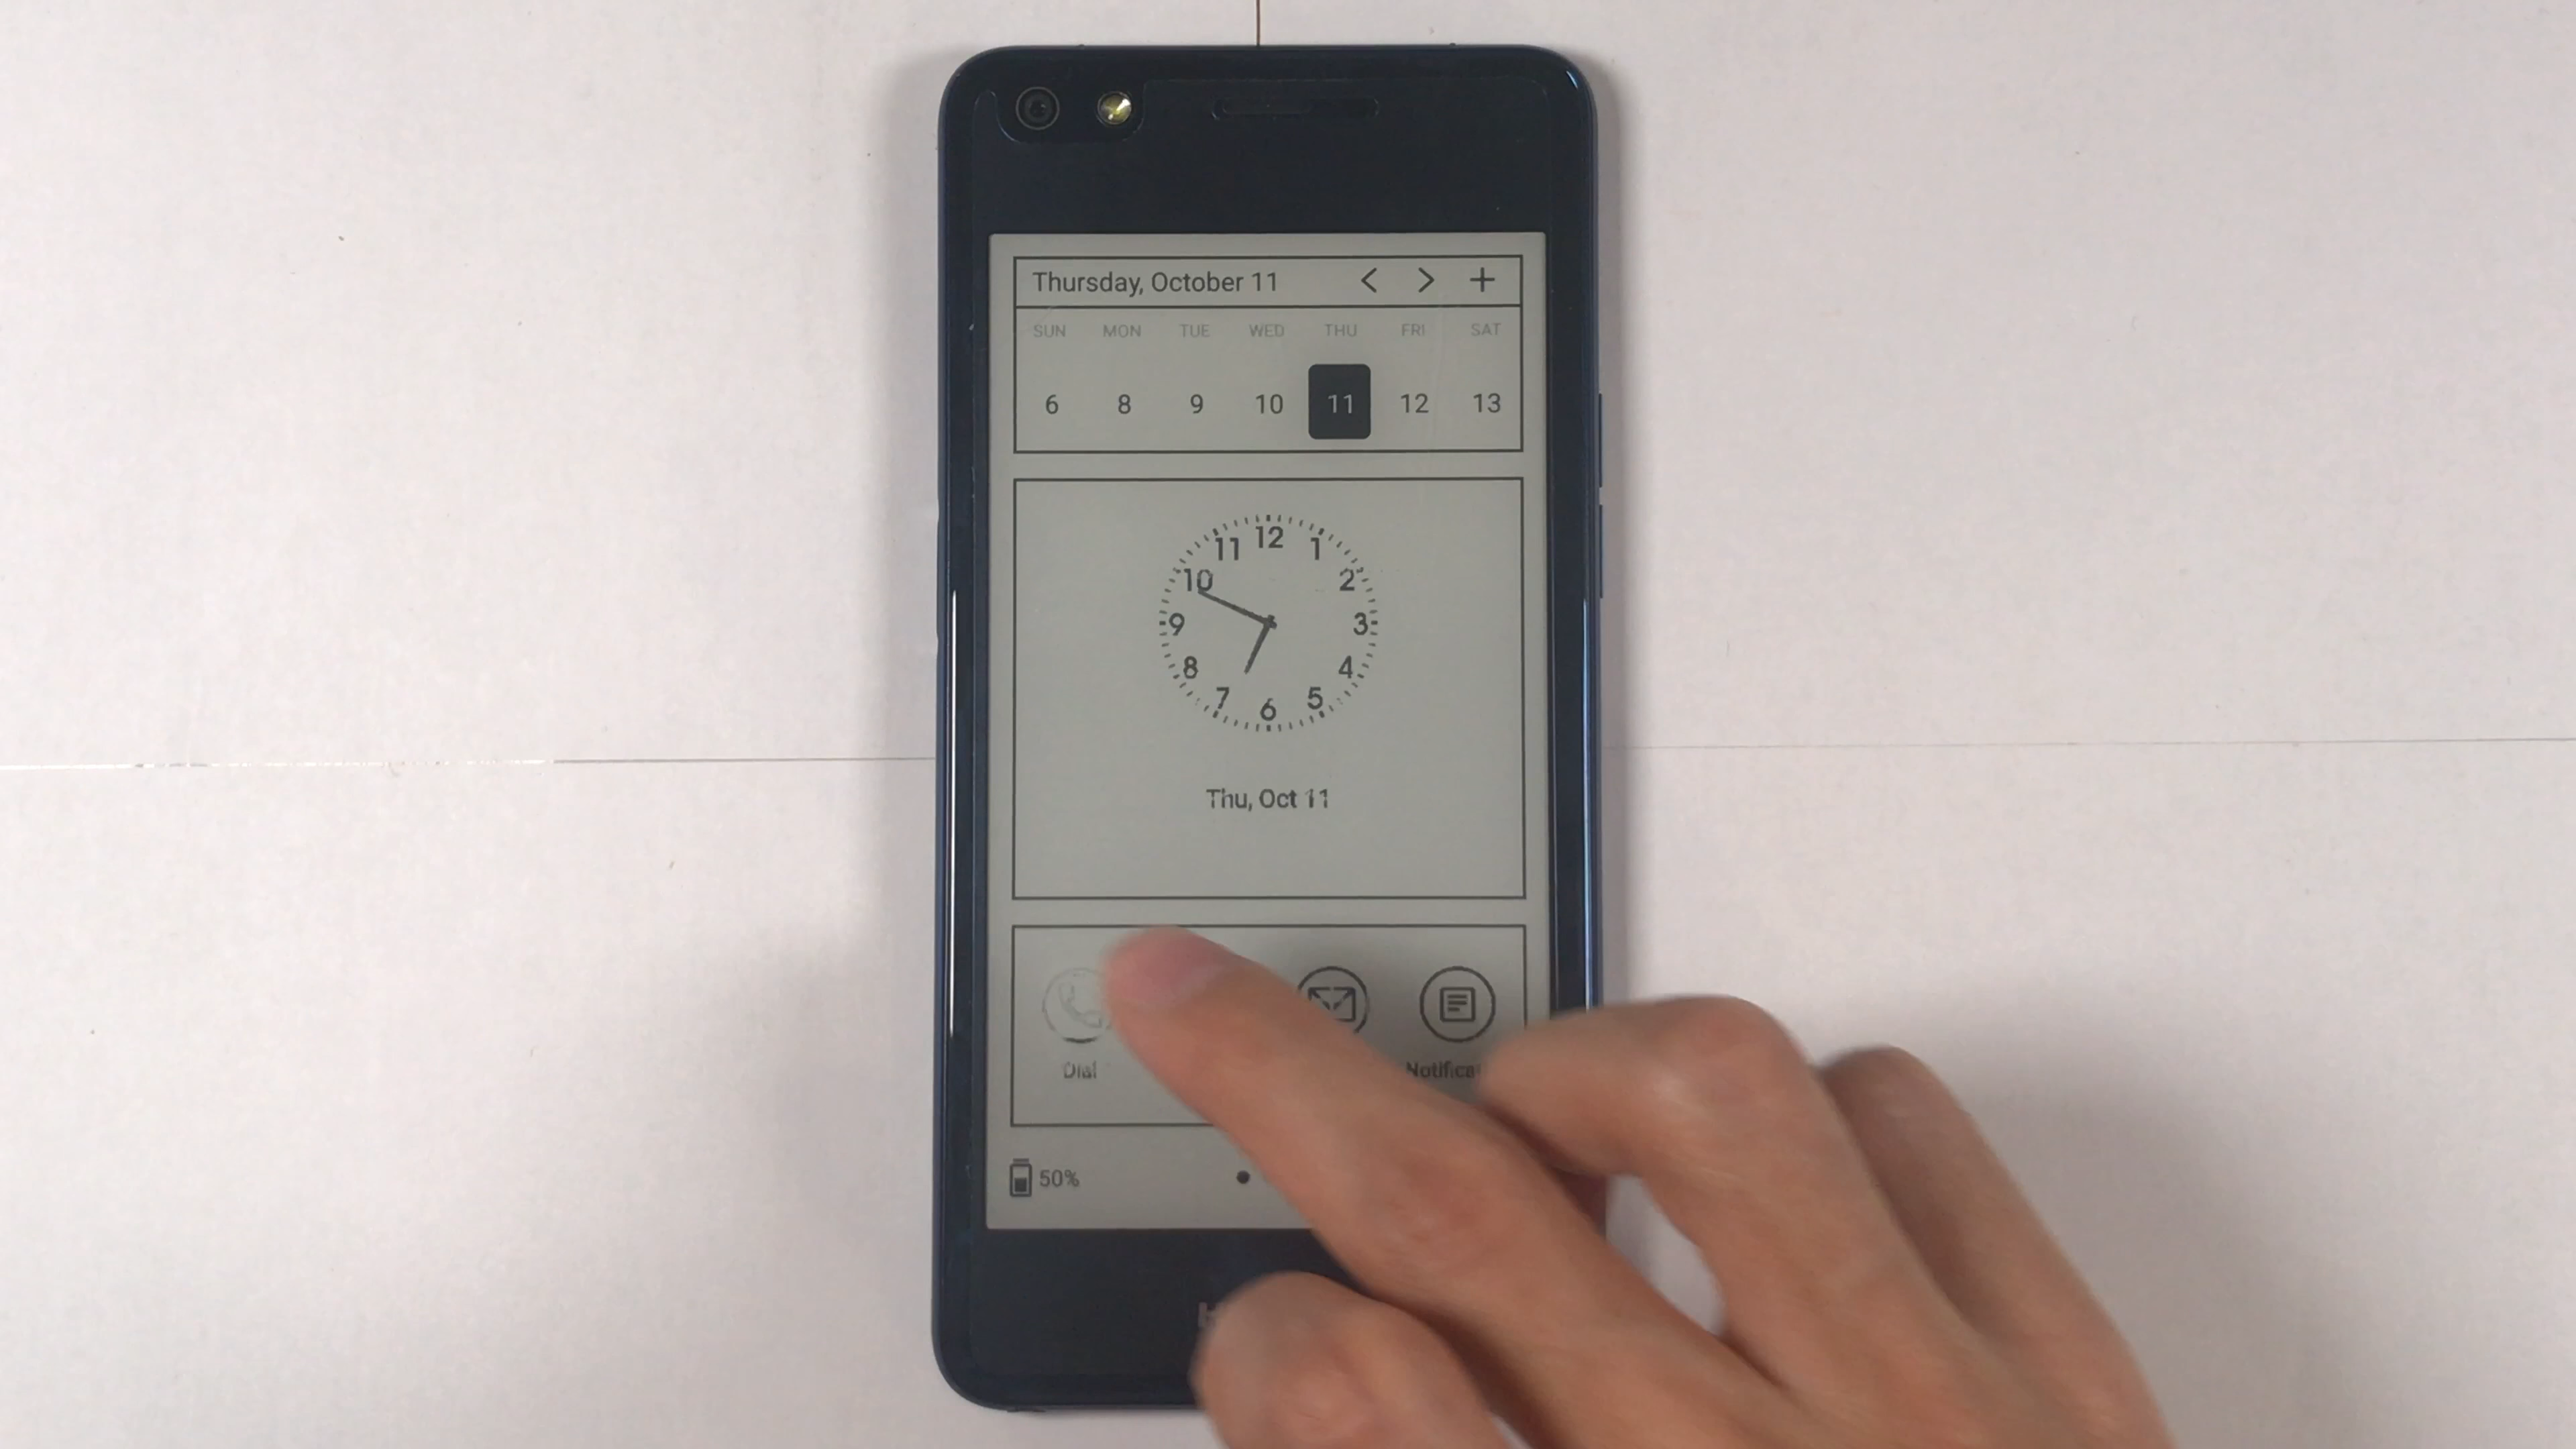 Thursday, October 11 < > +
SUN MON TUE WED THU FRI SAT
6 8 9 10 11 12 13
12
11 1
10 2
9 3
8 4
7 5
6
Thu, Oct 11
Dial
50%